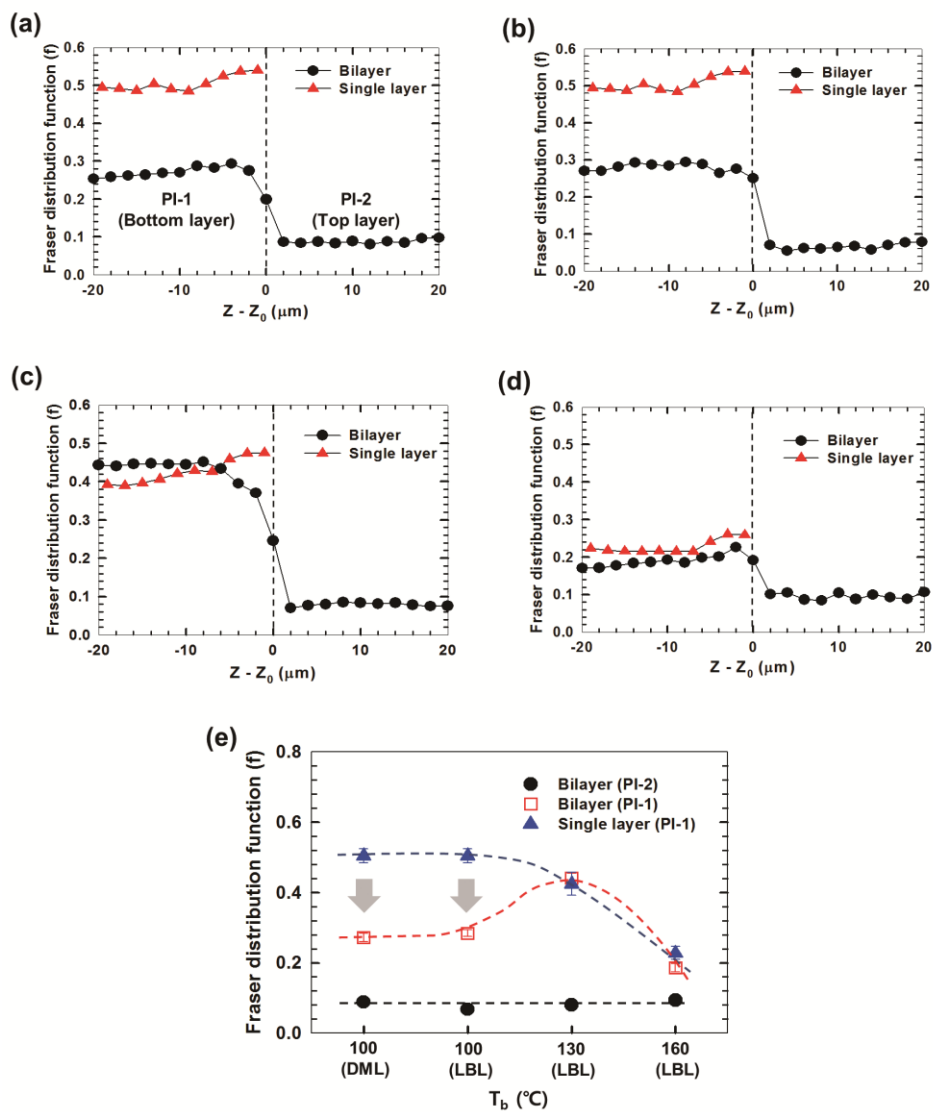 (a)
0.6
0.5
0.4
0.3
0.2
0.1
0.0
Fraser distribution function (f)
Bilayer
Single layer
PI-1
(Bottom layer)
PI-2
(Top layer)
-20 -10 0 10 20
Z - Z0 (μm)
(b)
0.6
0.5
0.4
0.3
0.2
0.1
0.0
Fraser distribution function (f)
Bilayer
Single layer
-20 -10 0 10 20
Z - Z0 (μm)
(c)
0.6
0.5
0.4
0.3
0.2
0.1
0.0
Fraser distribution function (f)
Bilayer
Single layer
-20 -10 0 10 20
Z - Z0 (μm)
(d)
0.6
0.5
0.4
0.3
0.2
0.1
0.0
Fraser distribution function (f)
Bilayer
Single layer
-20 -10 0 10 20
Z - Z0 (μm)
(e)
0.8
0.6
0.4
0.2
0.0
Fraser distribution function (f)
Bilayer (PI-2)
Bilayer (PI-1)
Single layer (PI-1)
100 100 130 160
(DML) (LBL) (LBL) (LBL)
Tb (℃)